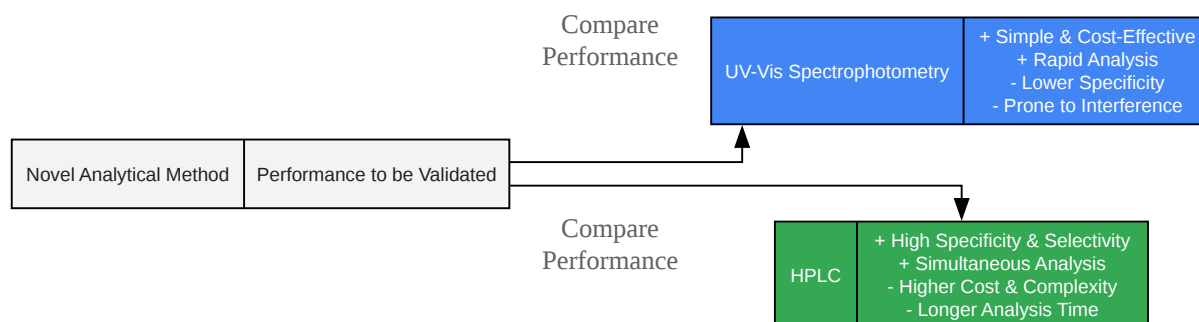 Compare
Performance
UV-Vis Spectrophotometry
+ Simple & Cost-Effective
+ Rapid Analysis
- Lower Specificity
- Prone to Interference
Novel Analytical Method
Performance to be Validated
Compare
Performance
HPLC
+ High Specificity & Selectivity
+ Simultaneous Analysis
- Higher Cost & Complexity
- Longer Analysis Time